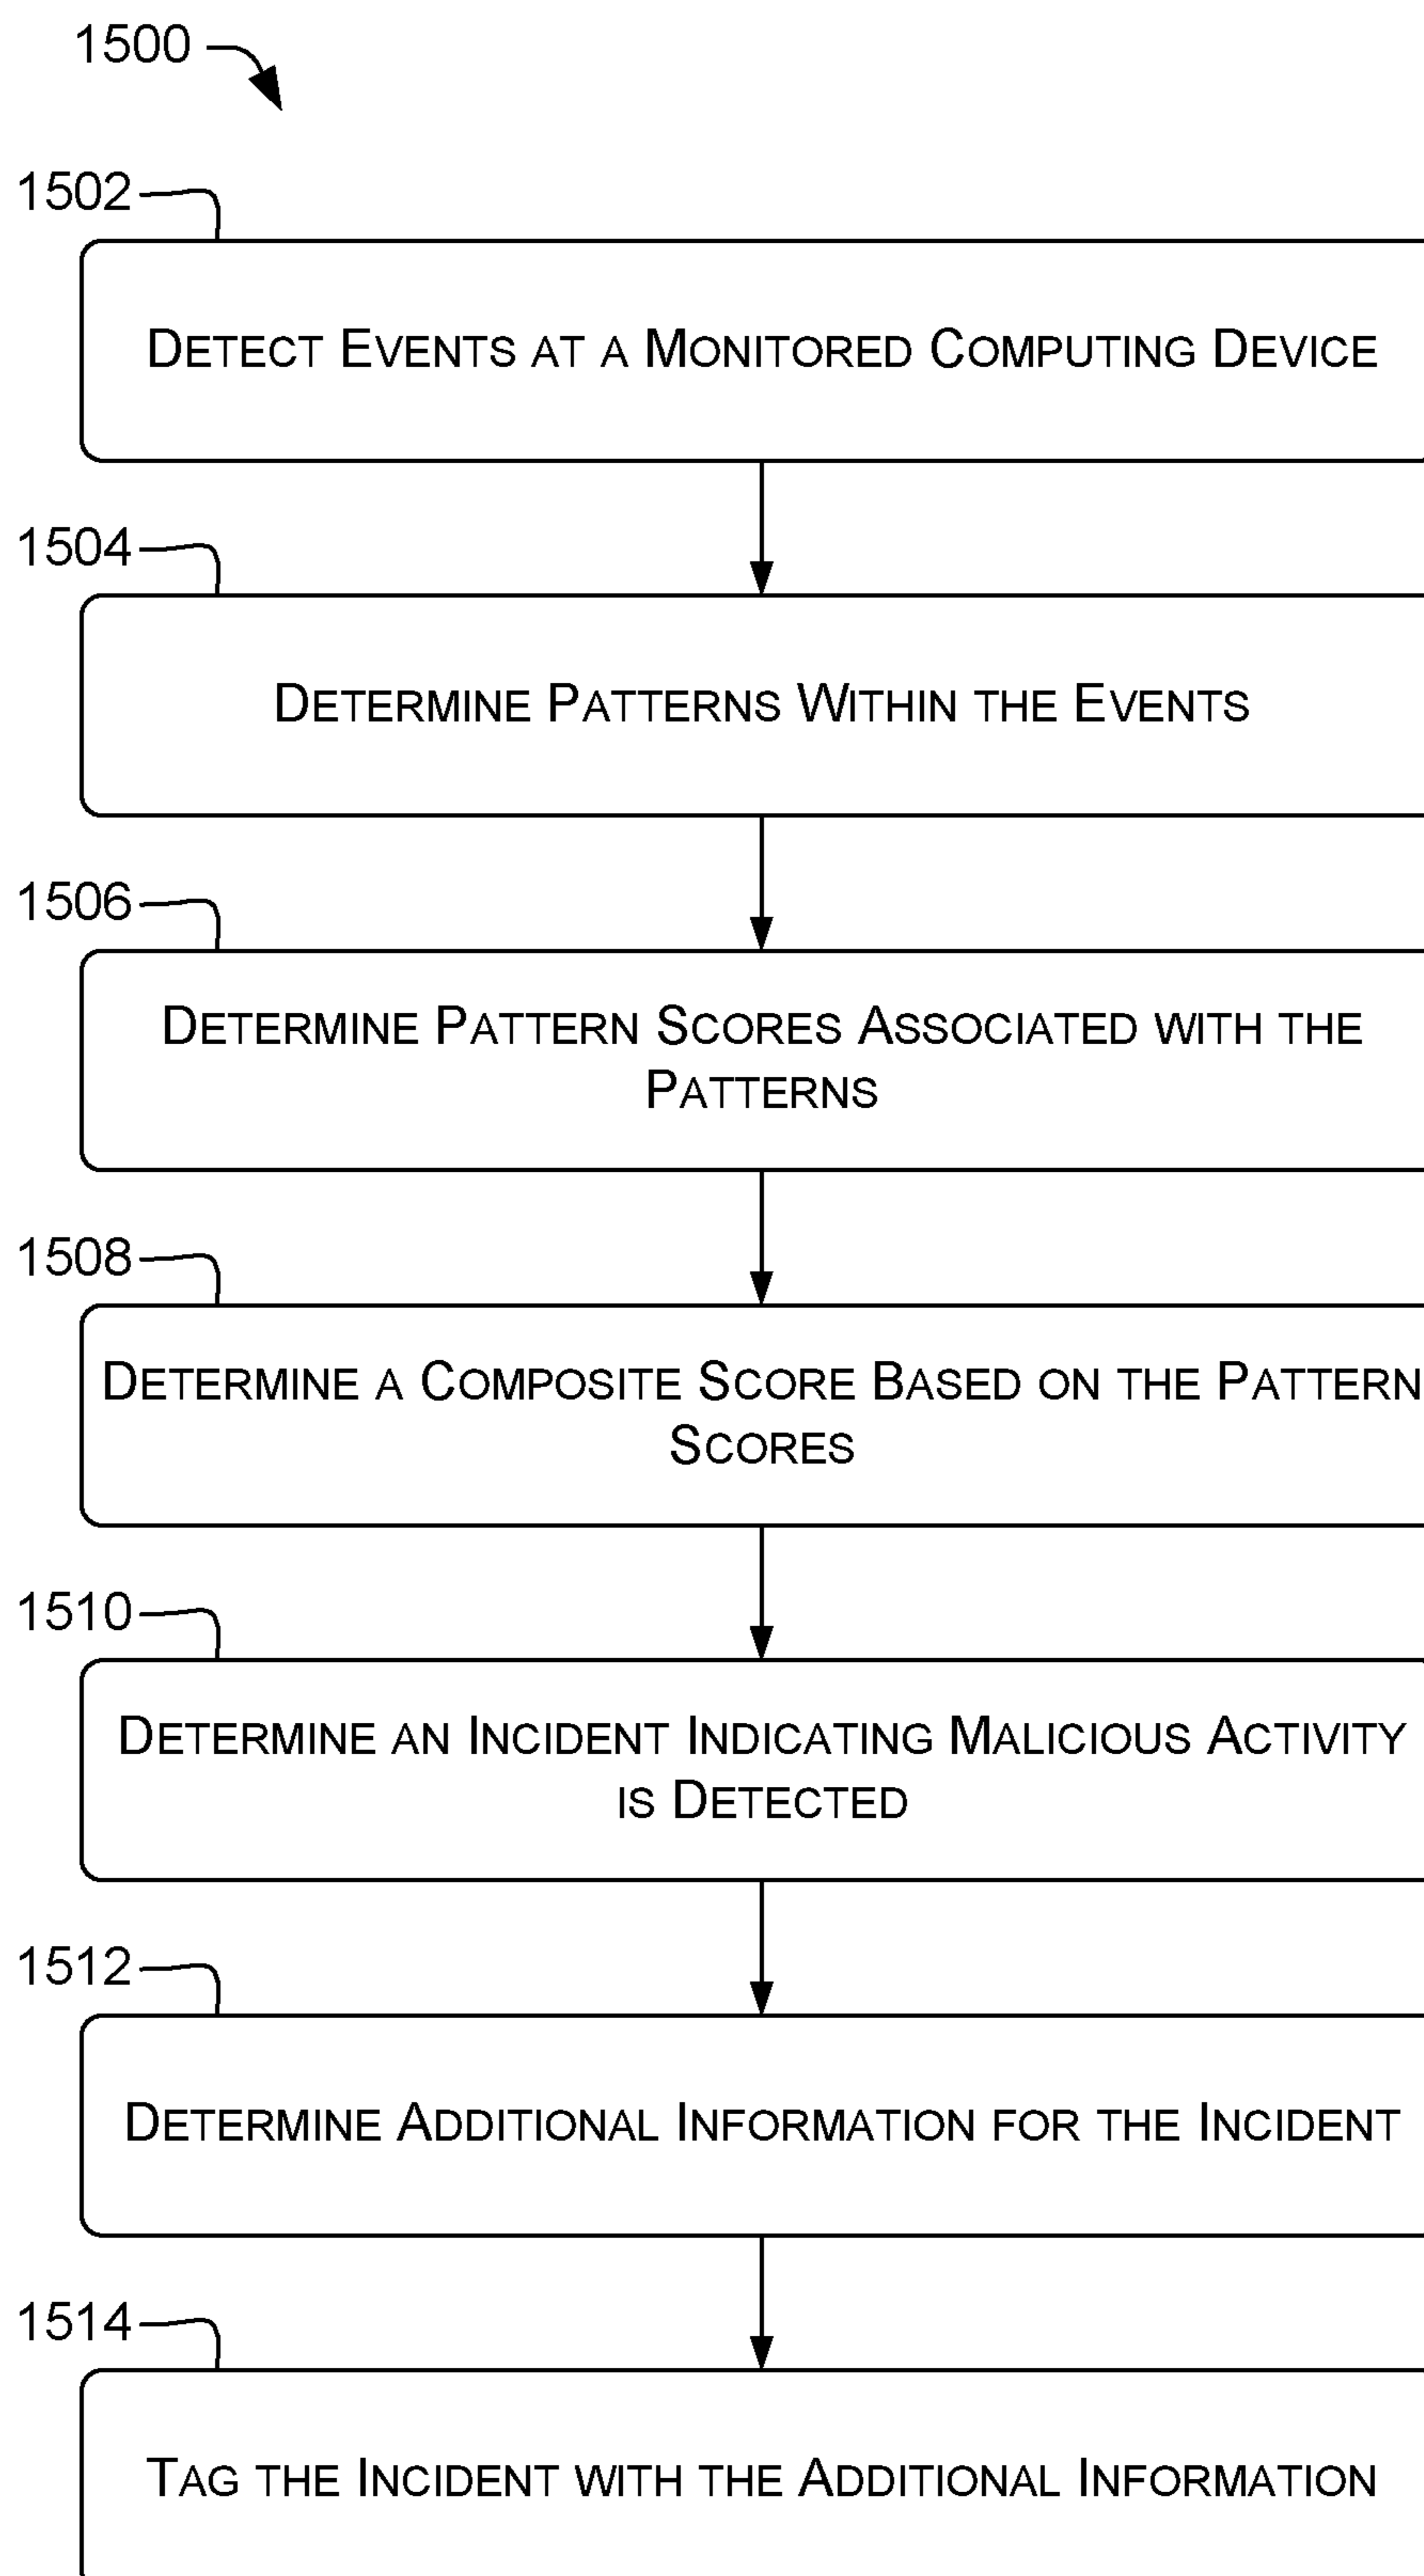 1500
1502
DETECT EVENTS AT A MONITORED COMPUTING DEVICE
1504
DETERMINE PATTERNS WITHIN THE EVENTS
1506
DETERMINE PATTERN SCORES ASSOCIATED WITH THE
PATTERNS
1508
DETERMINE A COMPOSITE SCORE BASED ON THE PATTERN
SCORES
1510
DETERMINE AN INCIDENT INDICATING MALICIOUS ACTIVITY
IS DETECTED
1512
DETERMINE ADDITIONAL INFORMATION FOR THE INCIDENT
1514
TAG THE INCIDENT WITH THE ADDITIONAL INFORMATION